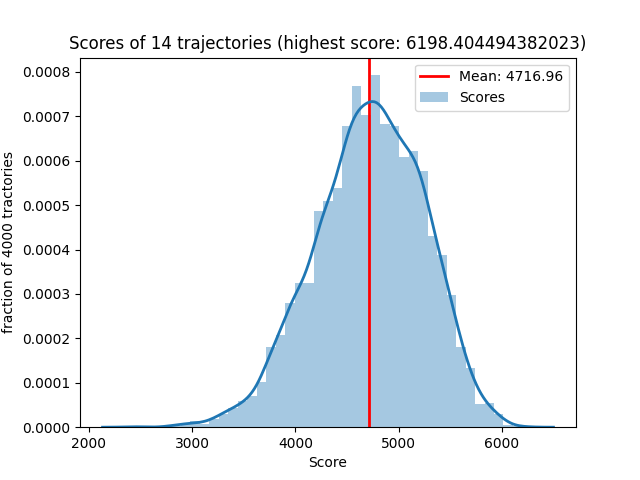 Scores of 14 trajectories (highest score: 6198.404494382023)
Mean: 4716.96
Scores
0.0008
0.0007
0.0006
0.0005
0.0004
0.0003
0.0002
0.0001
0.0000
fraction of 4000 tractories
2000 3000 4000 5000 6000
Score